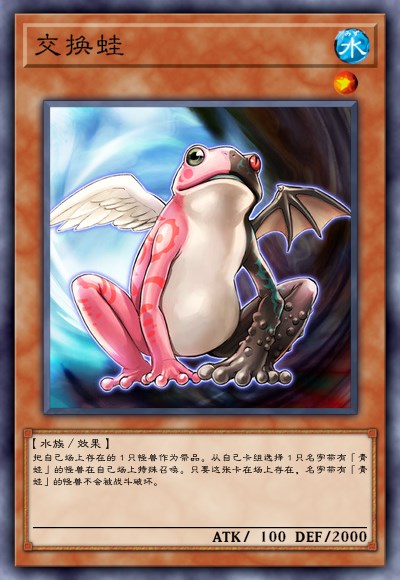 交换蛙
水
【水族／效果】
把自己场上存在的1只怪兽作为祭品。从自己卡组选择1只名字带有「青
蛙」的怪兽在自己场上特殊召唤。只要这张卡在场上存在，名字带有「青
蛙」的怪兽不会被战斗破坏。
ATK/ 100 DEF/2000